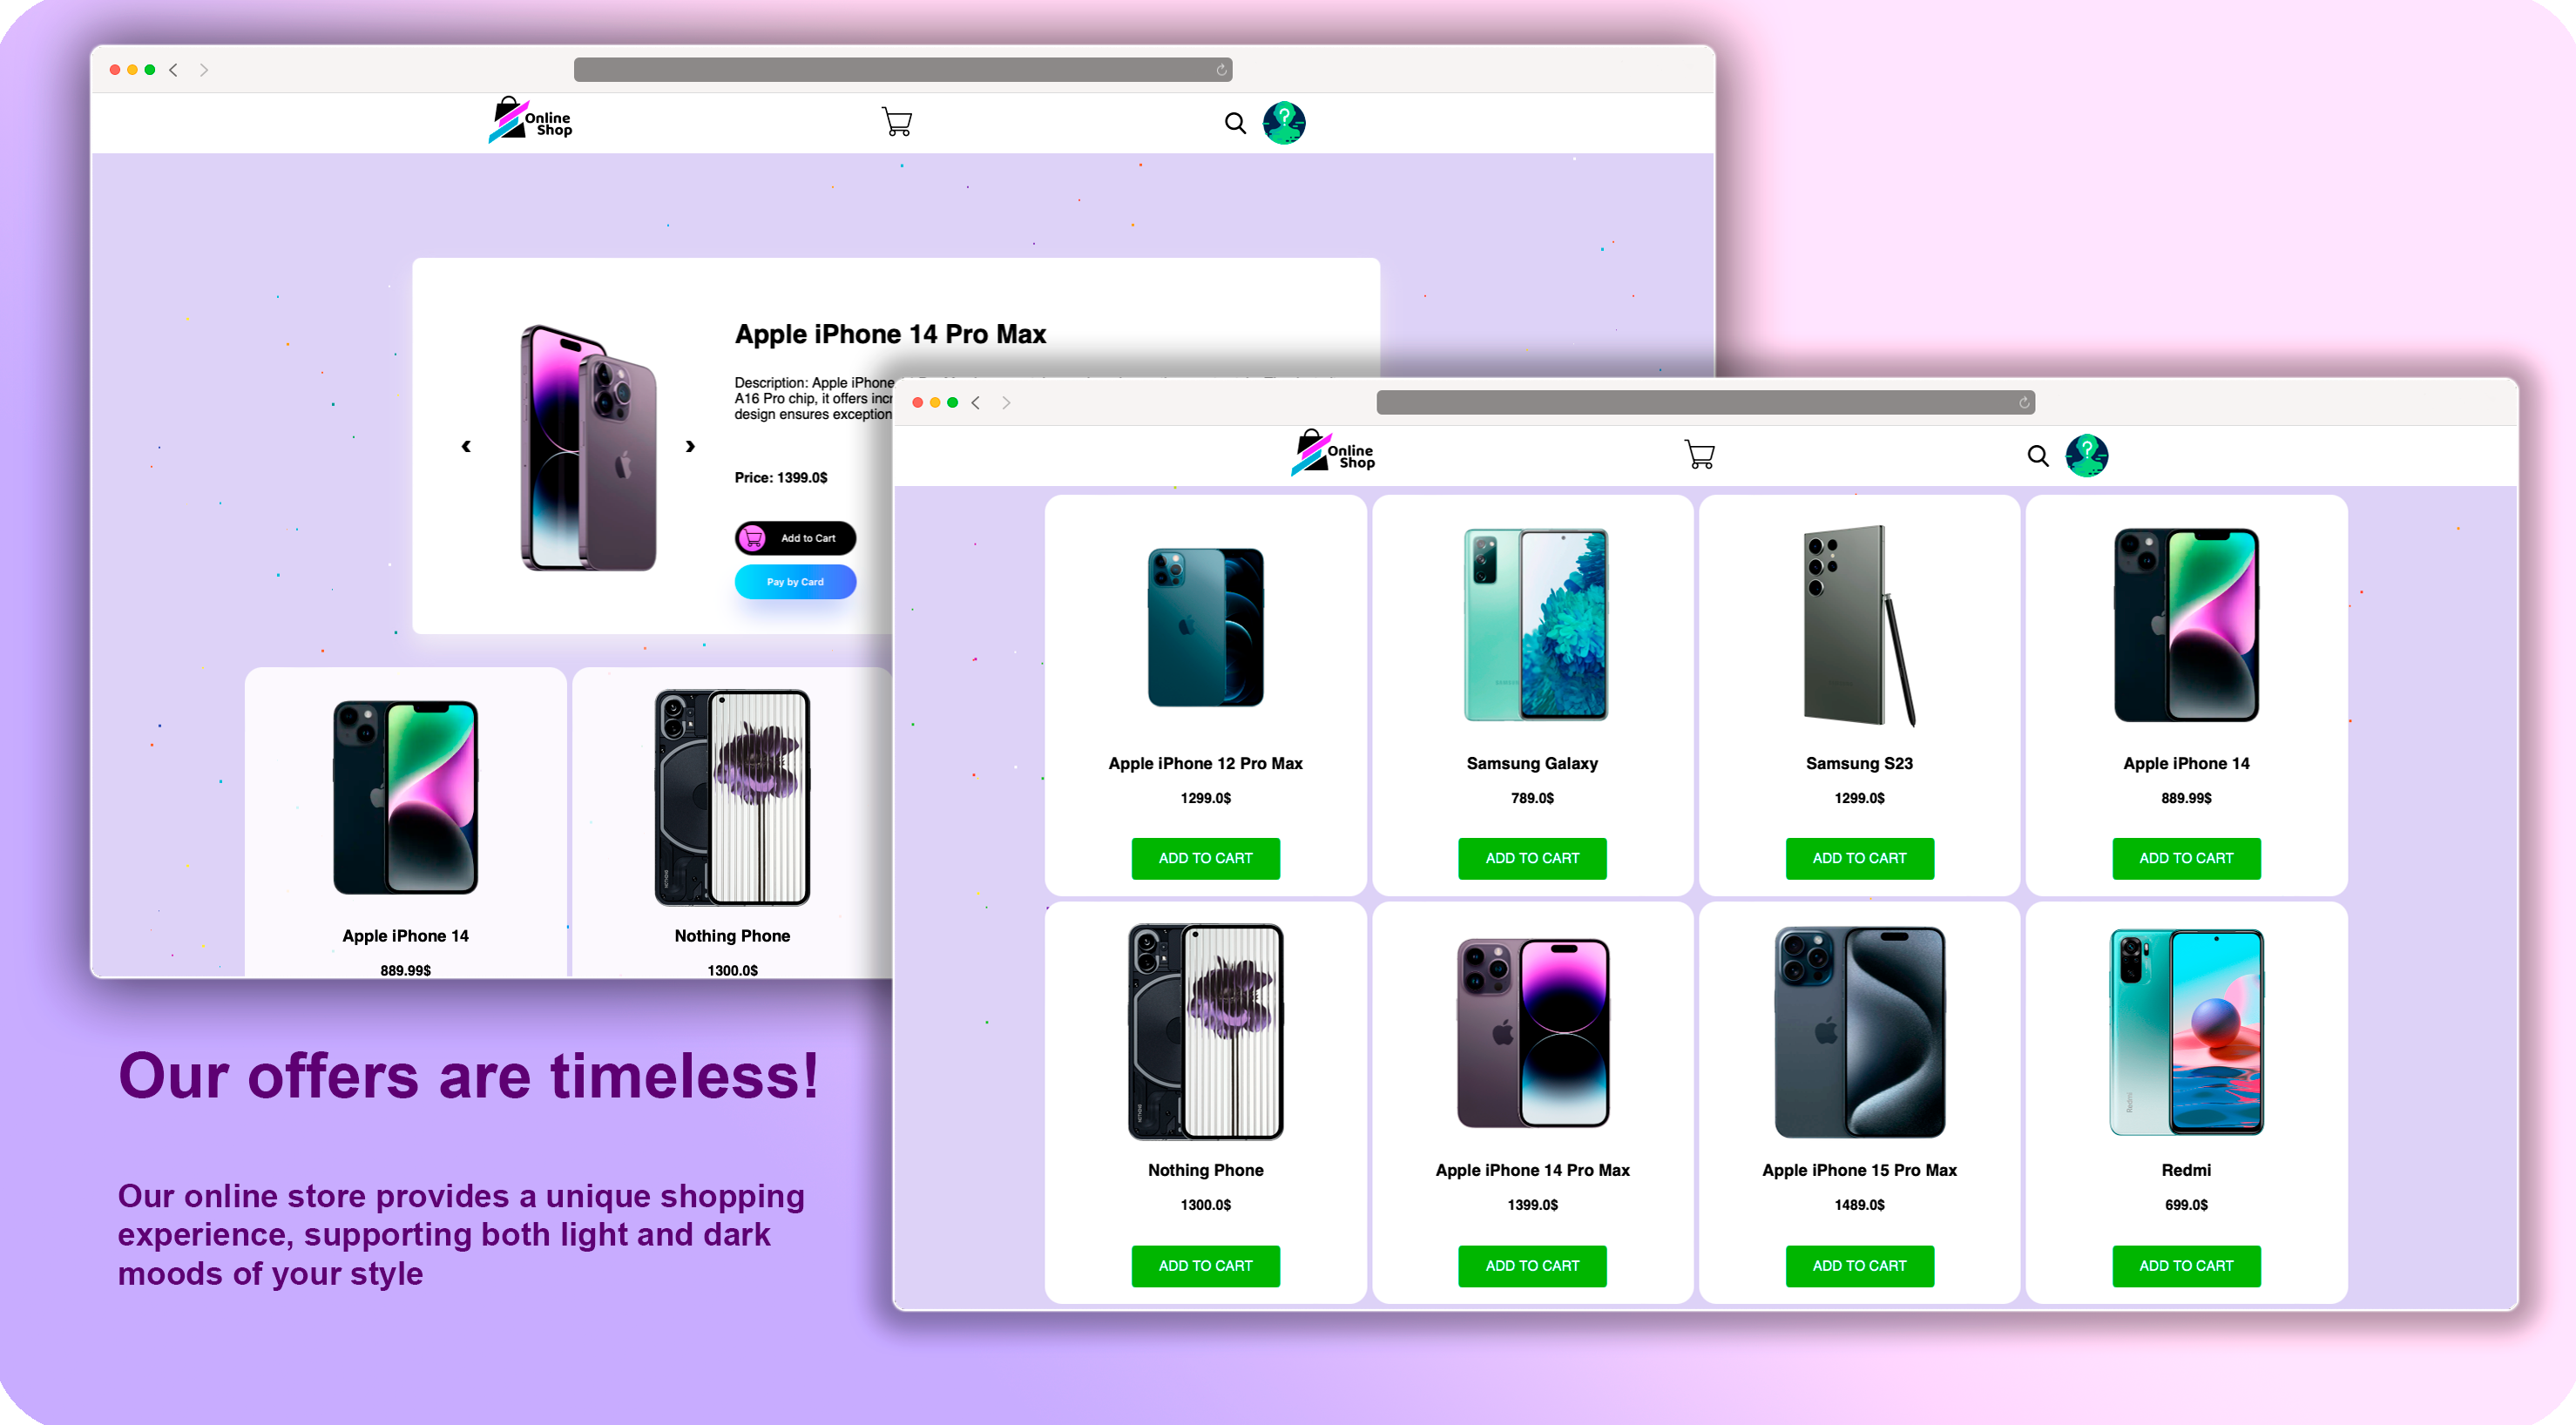 Online
Shop
Apple iPhone 14 Pro Max
Description: Apple iPhone
A16 Pro chip, it offers
design ensures exception
Price: 1399.0$
Add to Cart
Pay by Card
Apple iPhone 14
889.99$
Nothing Phone
1300.0$
Online
Shop
Apple iPhone 12 Pro Max
1299.0$
ADD TO CART
Samsung Galaxy
789.0$
ADD TO CART
Samsung S23
1299.0$
ADD TO CART
Apple iPhone 14
889.99$
ADD TO CART
Nothing Phone
1300.0$
ADD TO CART
Apple iPhone 14 Pro Max
1399.0$
ADD TO CART
Apple iPhone 15 Pro Max
1489.0$
ADD TO CART
Redmi
Redmi
699.0$
ADD TO CART
Our offers are timeless!
Our online store provides a unique shopping
experience, supporting both light and dark
moods of your style